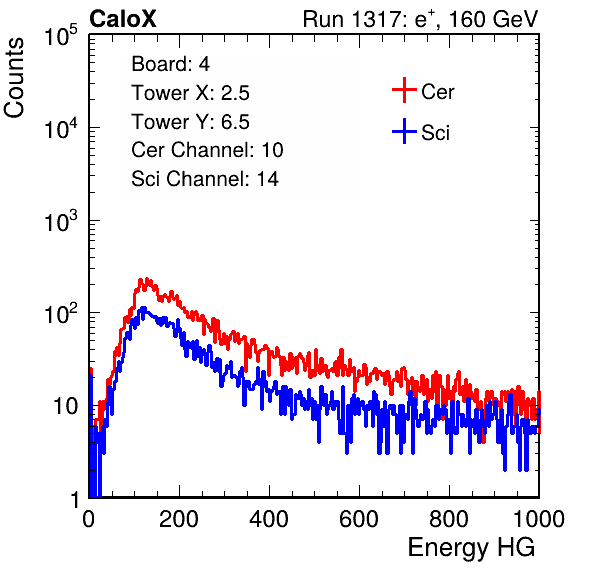 CaloX Run 1317: e⁺, 160 GeV
Board: 4
Tower X: 2.5
Tower Y: 6.5
Cer Channel: 10
Sci Channel: 14
Cer
Sci
Counts
10⁵
10⁴
10³
10²
10
1
0 200 400 600 800 1000
Energy HG